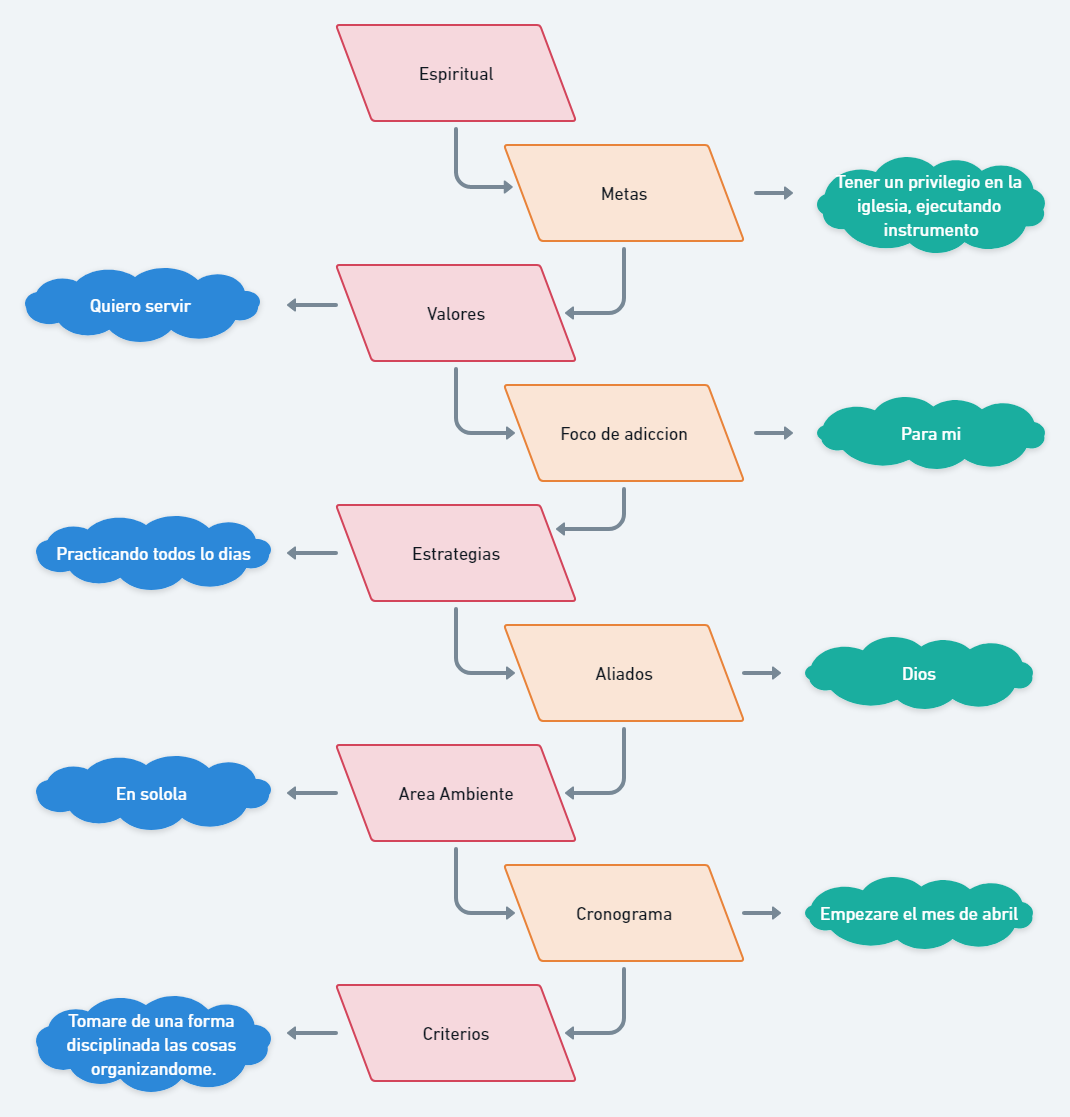 Espiritual
Metas
Tener un privilegio en la
iglesia, ejecutando
instrumento
Quiero servir
Valores
Foco de adiccion
Para mi
Practicando todos lo dias
Estrategias
Aliados
Dios
En solola
Area Ambiente
Cronograma
Empezare el mes de abril
Tomare de una forma
disciplinada las cosas
organizandome.
Criterios